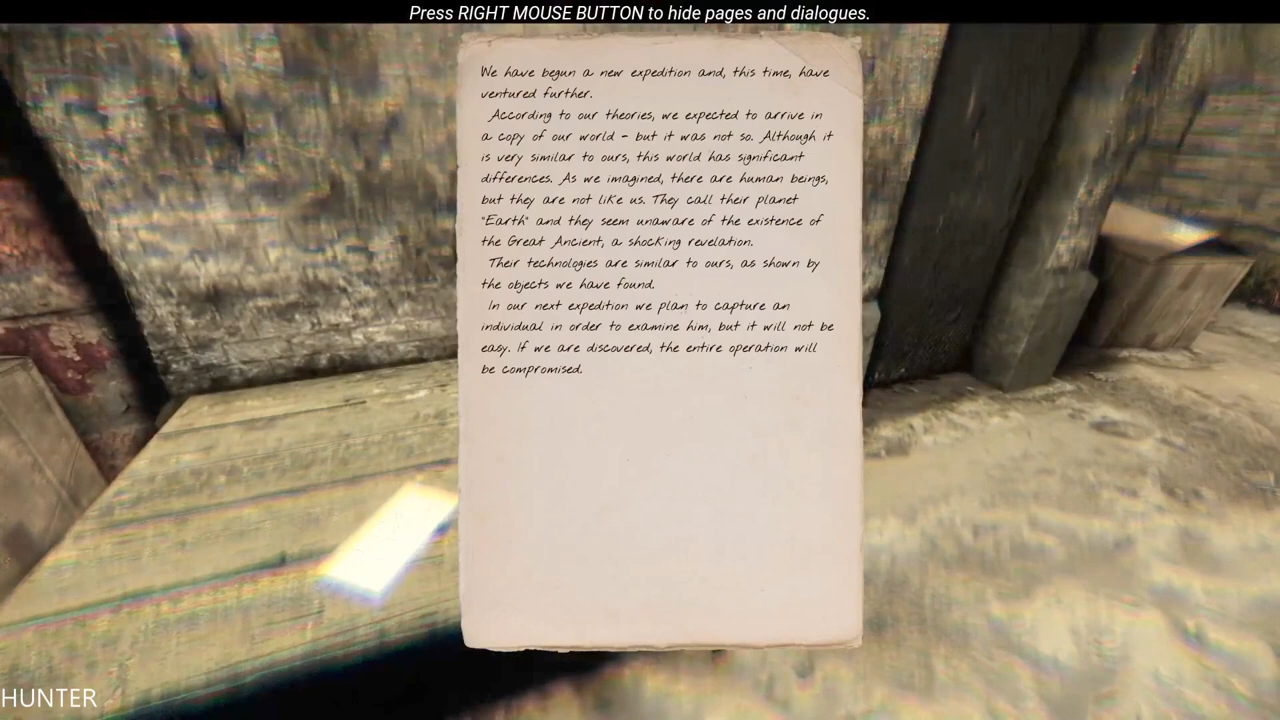 Press RIGHT MOUSE BUTTON to hide pages and dialogues.
We have begun a new expedition and, this time, have
ventured further.
According to our theories, we expected to arrive in
a copy of our world - but it was not so. Although it
is very similar to ours, this world has significant
differences. As we imagined, there are human beings,
but they are not like us. They call their planet
"Earth" and they seem unaware of the existence of
the Great Ancient, a shocking revelation.
Their technologies are similar to ours, as shown by
the objects we have found.
In our next expedition we plan to capture an
individual in order to examine him, but it will not be
easy. If we are discovered, the entire operation will
be compromised.
HUNTER